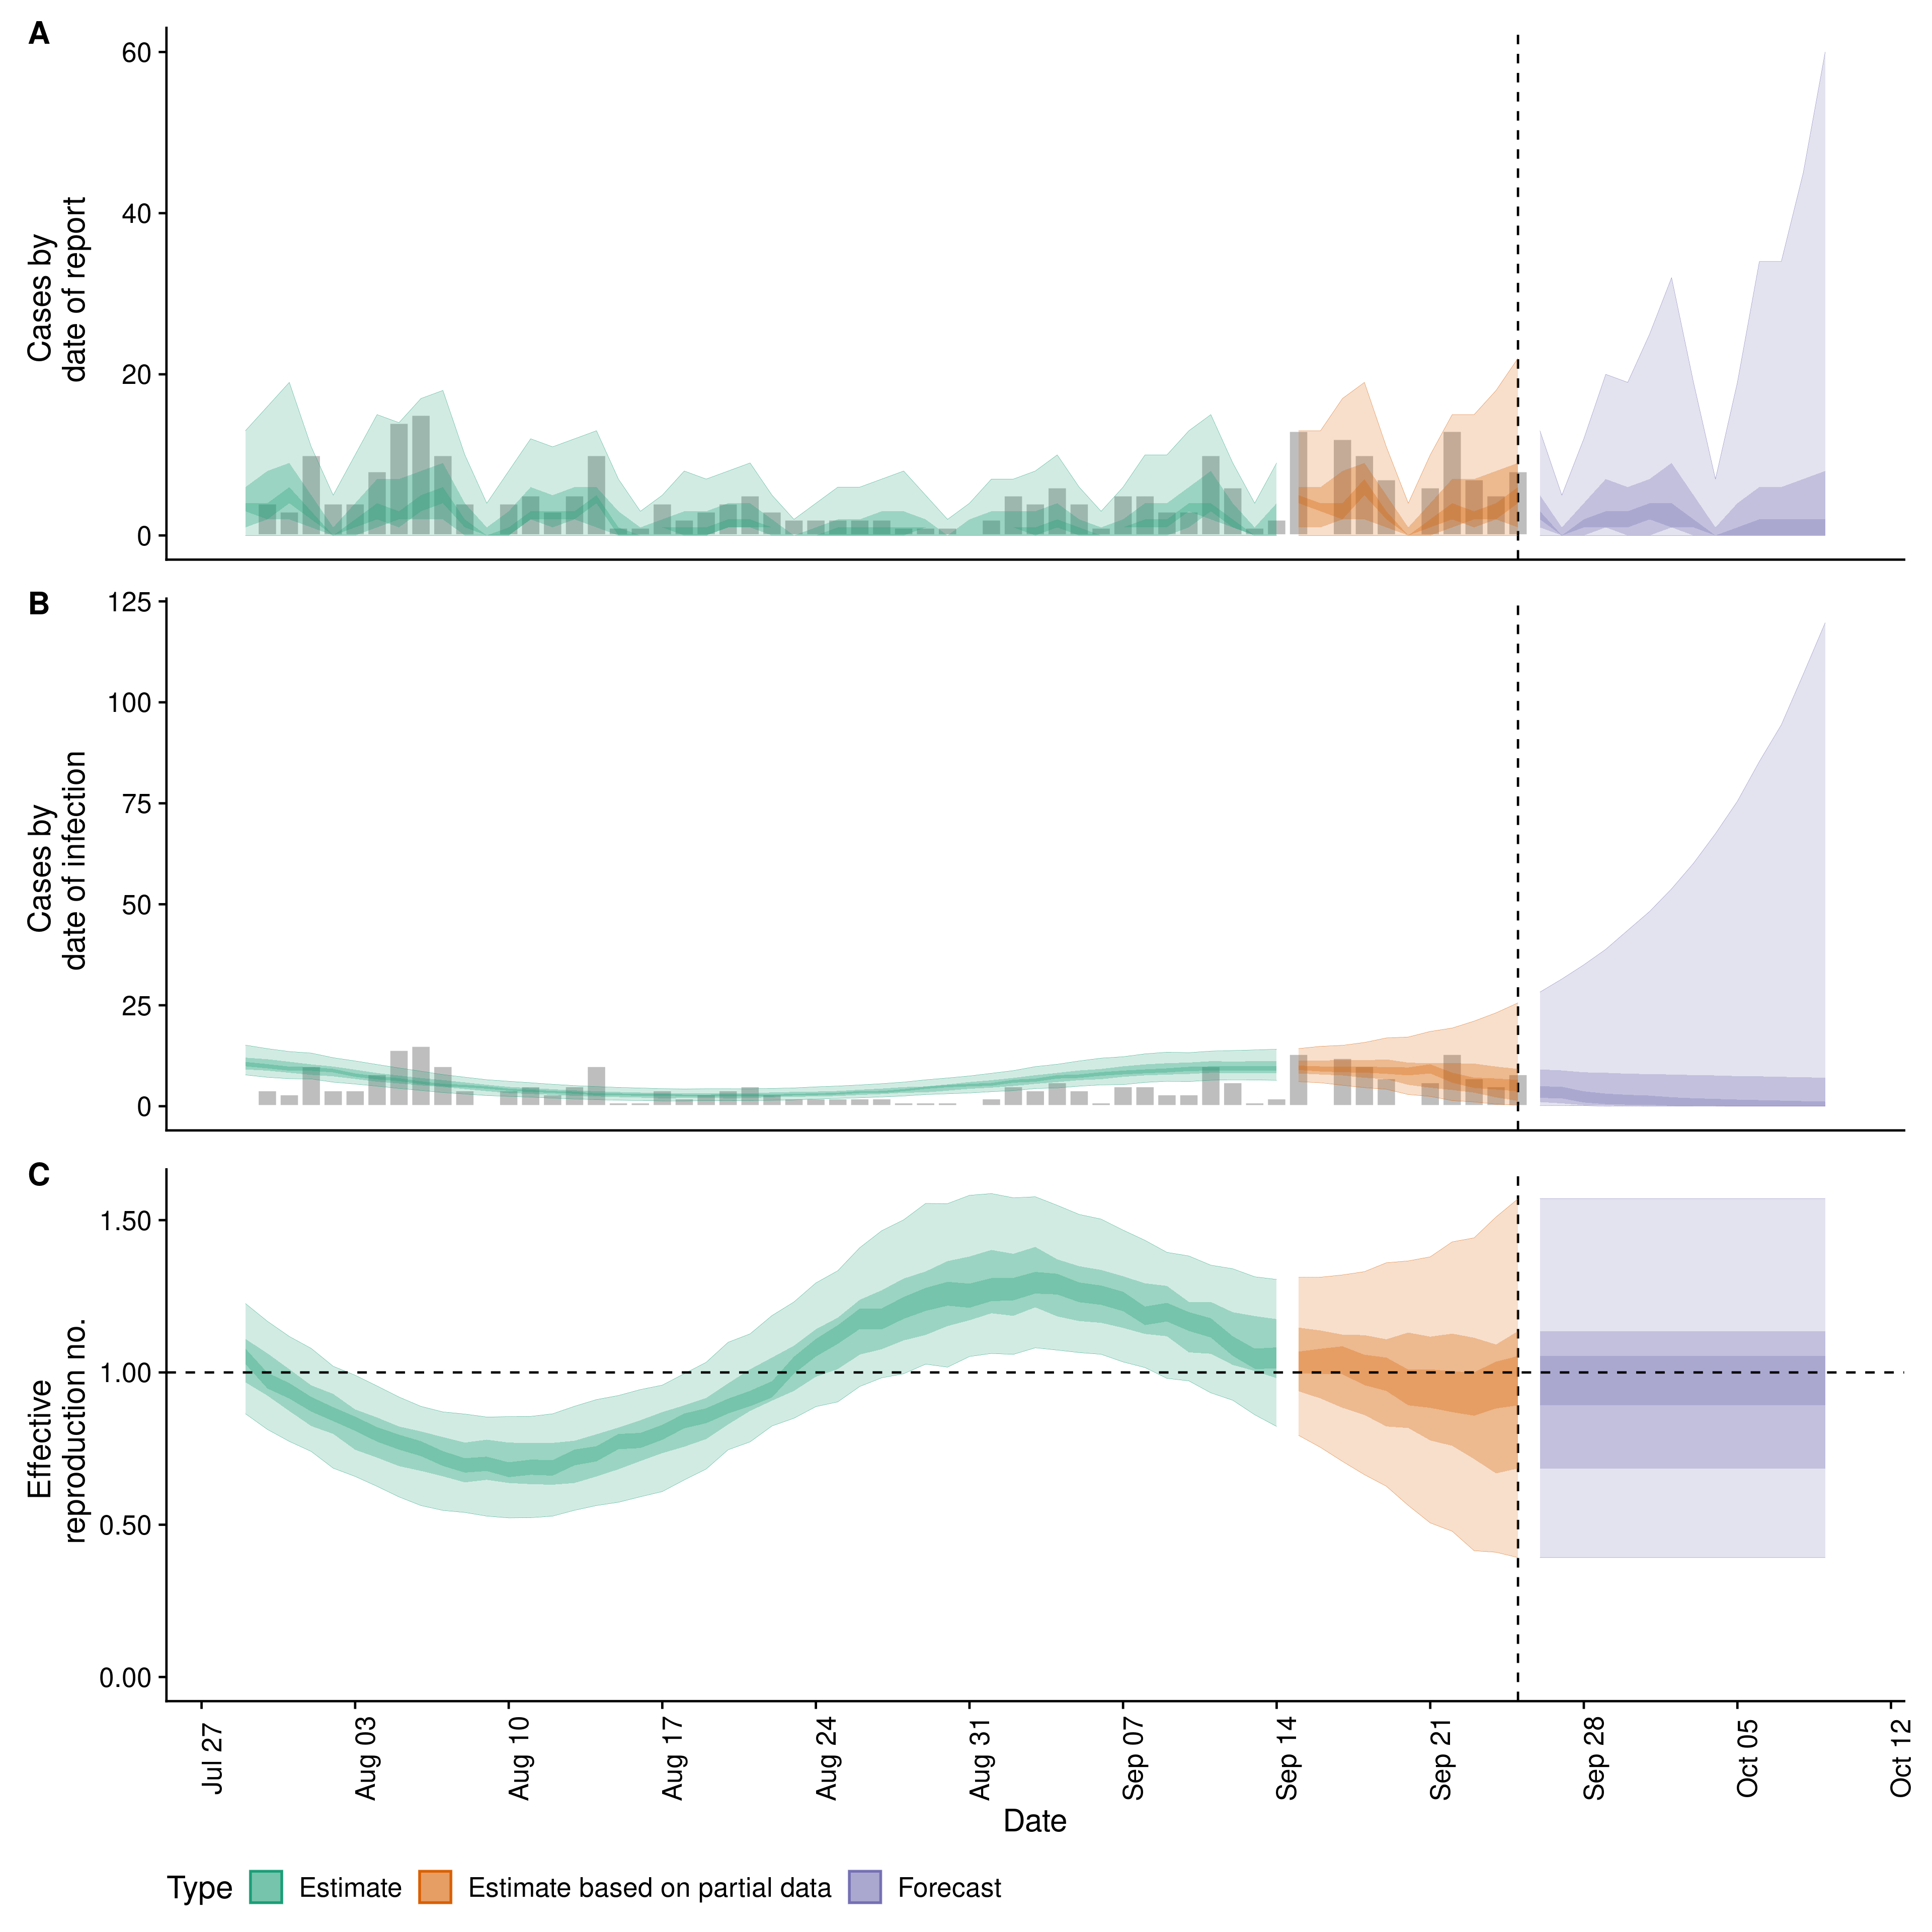 A
Cases by
date of report
60
40
20
0
B
Cases by
date of infection
125
100
75
50
25
0
C
Effective
reproduction no.
1.50
1.00
0.50
0.00
Jul 27
Aug 03
Aug 10
Aug 17
Aug 24
Aug 31
Sep 07
Sep 14
Sep 21
Sep 28
Oct 05
Oct 12
Date
Type Estimate Estimate based on partial data Forecast